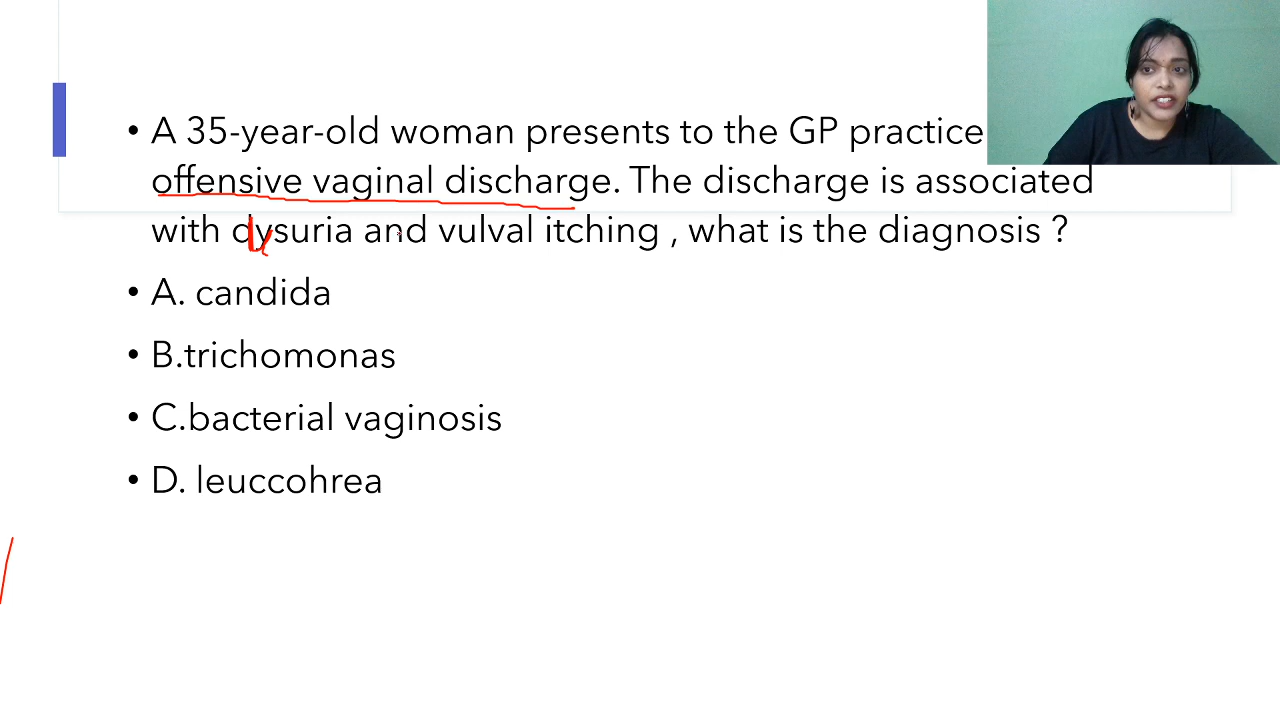 • A 35-year-old woman presents to the GP practice
offensive vaginal discharge. The discharge is associated
with dysuria and vulval itching , what is the diagnosis ?
• A. candida
• B.trichomonas
• C.bacterial vaginosis
• D. leuccohrea